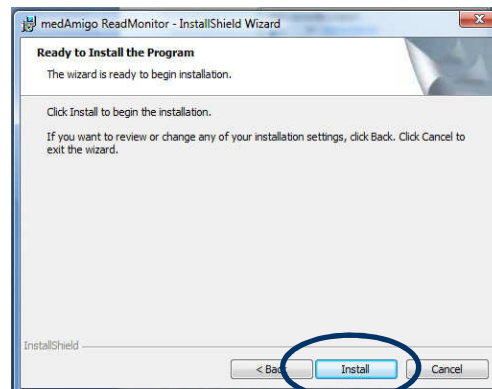 medAmigo ReadMonitor - InstallShield Wizard
Ready to Install the Program
The wizard is ready to begin installation.
Click Install to begin the installation.
If you want to review or change any of your installation settings, click Back. Click Cancel to
exit the wizard.
InstallShield
< Back Install Cancel